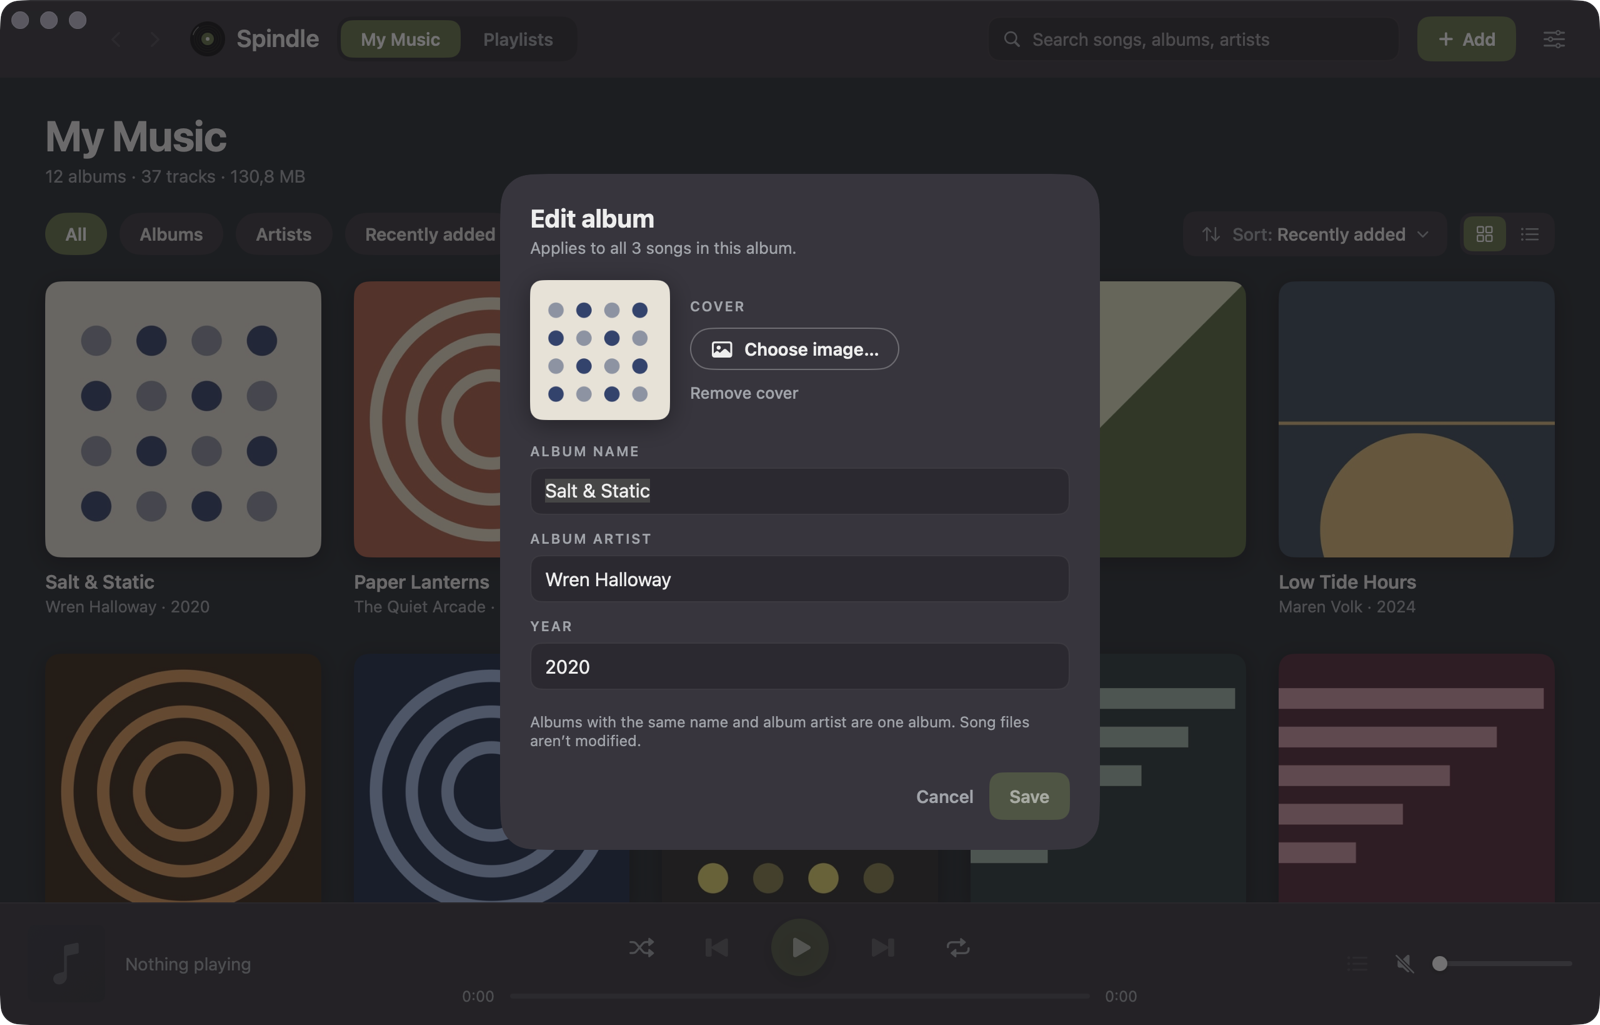 Spindle
My Music
Playlists
Search songs, albums, artists
+ Add
My Music
12 albums · 37 tracks · 130,8 MB
All
Albums
Artists
Recently added
Sort: Recently added
Edit album
Applies to all 3 songs in this album.
COVER
Choose image...
Remove cover
ALBUM NAME
Salt & Static
ALBUM ARTIST
Wren Halloway
YEAR
2020
Albums with the same name and album artist are one album. Song files
aren’t modified.
Cancel
Save
Salt & Static
Wren Halloway · 2020
Paper Lanterns
The Quiet Arcade ·
Low Tide Hours
Maren Volk · 2024
Nothing playing
0:00
0:00